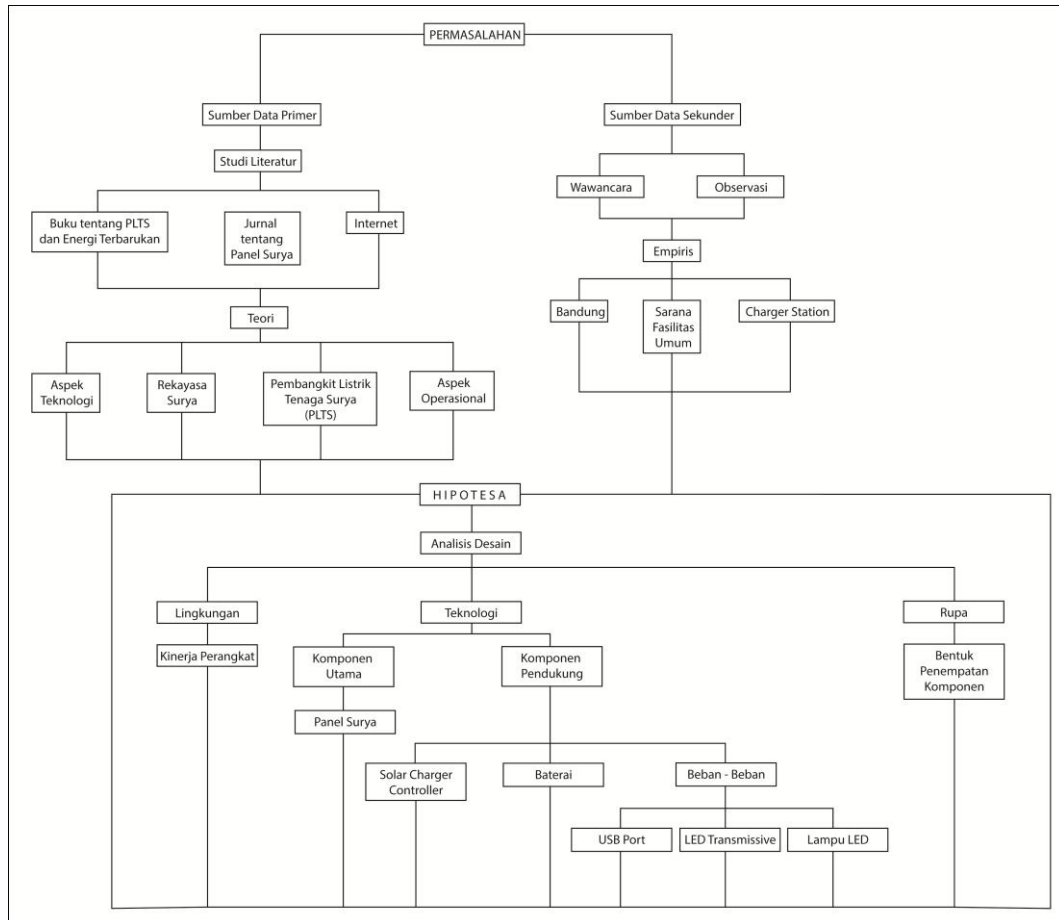 PERMASALAHAN
Sumber Data Primer
Sumber Data Sekunder
Studi Literatur
Wawancara
Observasi
Buku tentang PLTS
dan Energi Terbarukan
Jurnal
tentang
Panel Surya
Internet
Empiris
Teori
Bandung
Sarana
Fasilitas
Umum
Charger Station
Aspek
Teknologi
Rekayasa
Surya
Pembangkit Listrik
Tenaga Surya
(PLTS)
Aspek
Operasional
HIPOTESA
Analisis Desain
Lingkungan
Teknologi
Rupa
Kinerja Perangkat
Komponen
Utama
Komponen
Pendukung
Bentuk
Penempatan
Komponen
Panel Surya
Solar Charger
Controller
Baterai
Beban - Beban
USB Port
LED Transmissive
Lampu LED